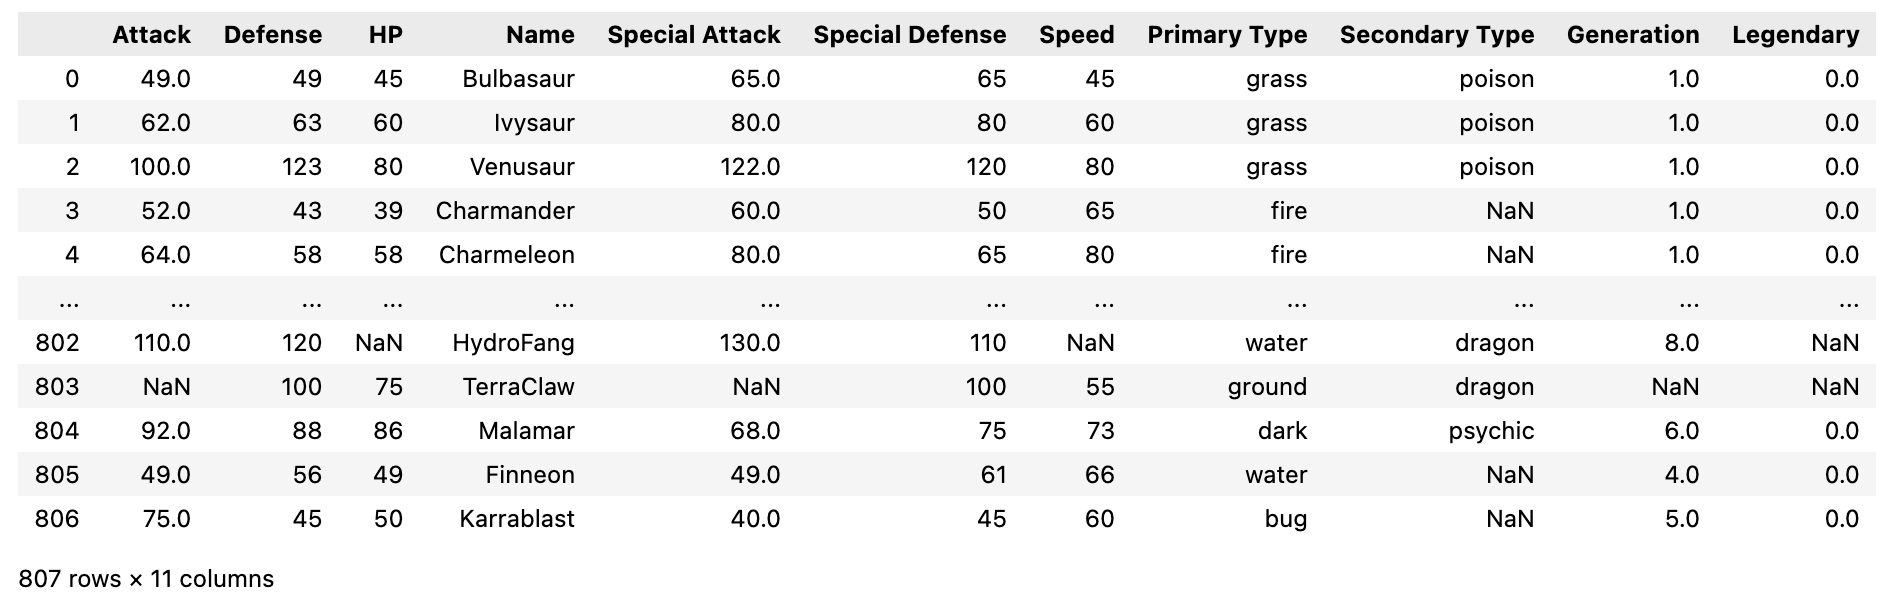 Attack Defense HP Name Special Attack Special Defense Speed Primary Type Secondary Type Generation Legendary
0 49.0 49 45 Bulbasaur 65.0 65 45 grass poison 1.0 0.0
1 62.0 63 60 Ivysaur 80.0 80 60 grass poison 1.0 0.0
2 100.0 123 80 Venusaur 122.0 120 80 grass poison 1.0 0.0
3 52.0 43 39 Charmander 60.0 50 65 fire NaN 1.0 0.0
4 64.0 58 58 Charmeleon 80.0 65 80 fire NaN 1.0 0.0
... ... ... ... ... ... ... ... ... ... ... ...
802 110.0 120 NaN HydroFang 130.0 110 NaN water dragon 8.0 NaN
803 NaN 100 75 TerraClaw NaN 100 55 ground dragon NaN NaN
804 92.0 88 86 Malamar 68.0 75 73 dark psychic 6.0 0.0
805 49.0 56 49 Finneon 49.0 61 66 water NaN 4.0 0.0
806 75.0 45 50 Karrablast 40.0 45 60 bug NaN 5.0 0.0
807 rows × 11 columns